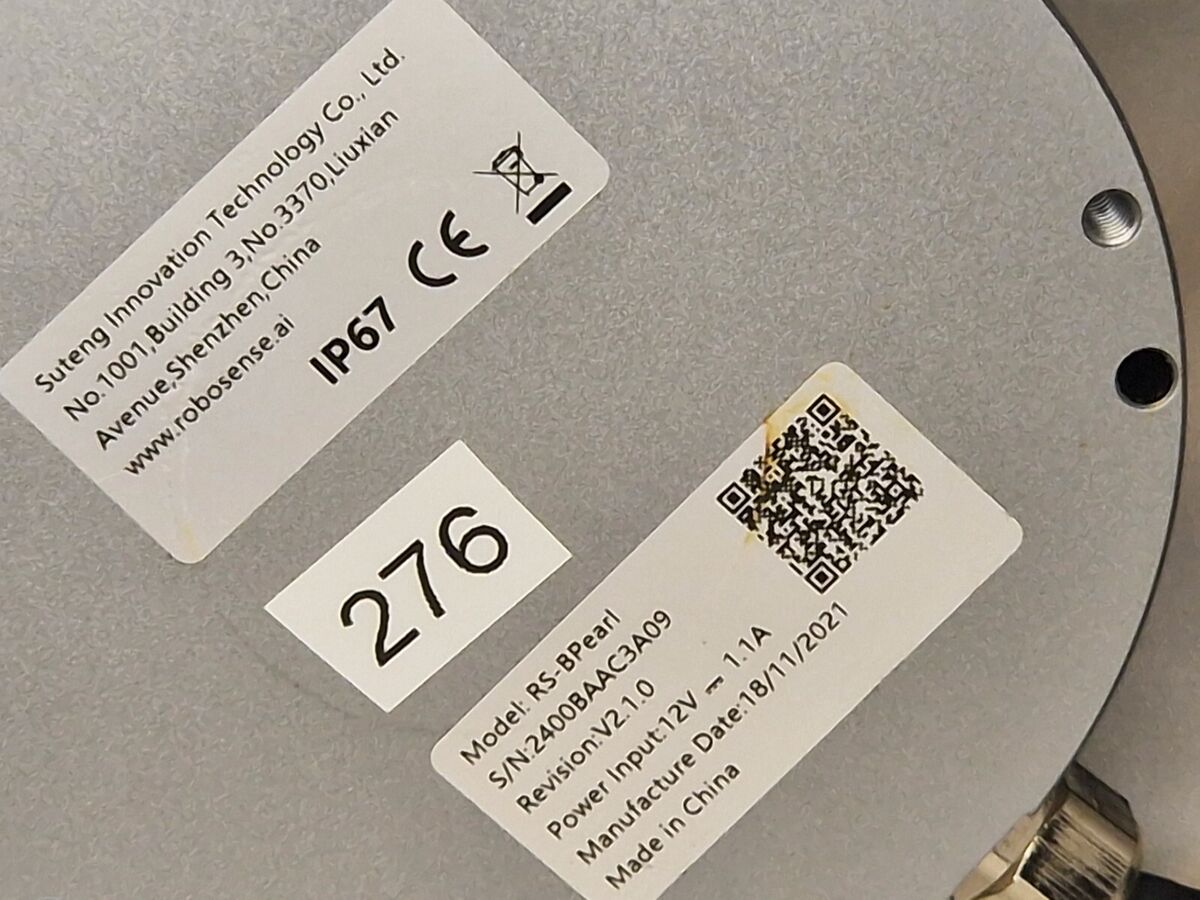 Suteng Innovation Technology Co., Ltd.
No.1001,Building 3,No.3370,Liuxian
Avenue,Shenzhen,China
www.robosense.ai
IP67 CE
276
Model: RS-BPearl
S/N:2400BAAC3A09
Revision:V2.1.0
Power Input:12V ⎓ 1.1A
Manufacture Date:18/11/2021
Made in China